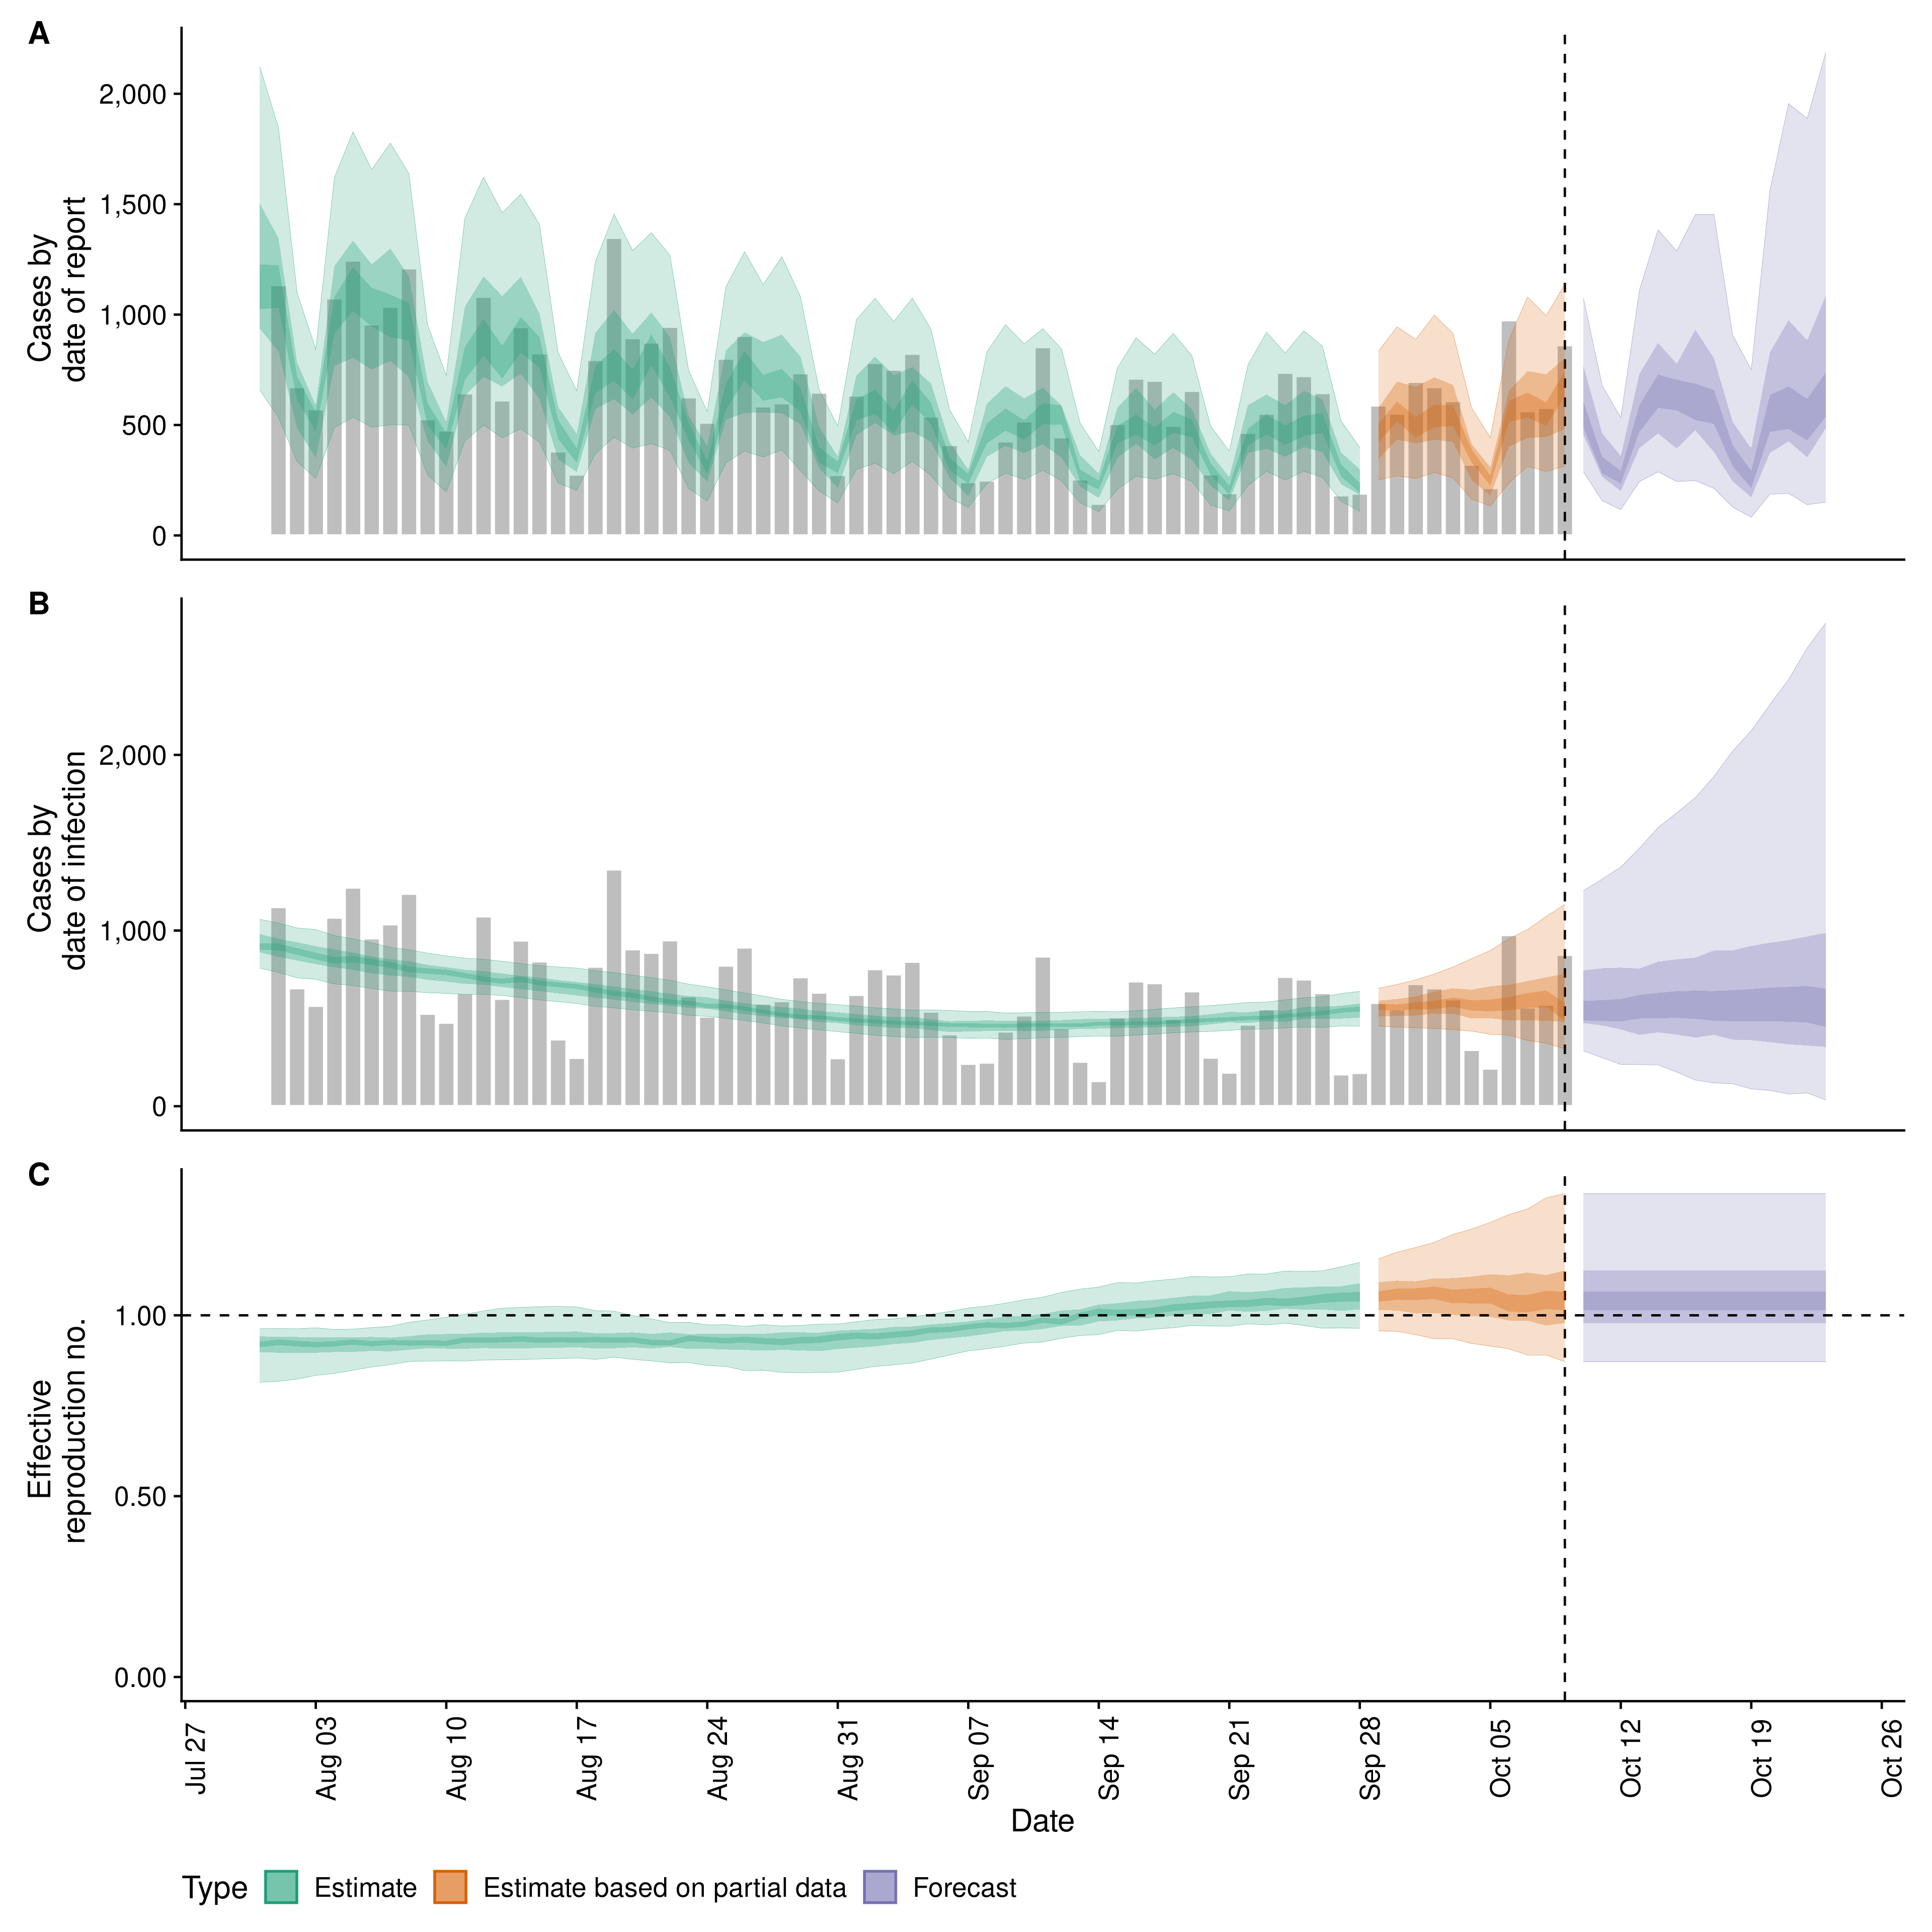 A
Cases by
date of report
2,000
1,500
1,000
500
0
B
Cases by
date of infection
2,000
1,000
0
C
Effective
reproduction no.
1.00
0.50
0.00
Jul 27
Aug 03
Aug 10
Aug 17
Aug 24
Aug 31
Sep 07
Sep 14
Sep 21
Sep 28
Oct 05
Oct 12
Oct 19
Oct 26
Date
Type Estimate Estimate based on partial data Forecast